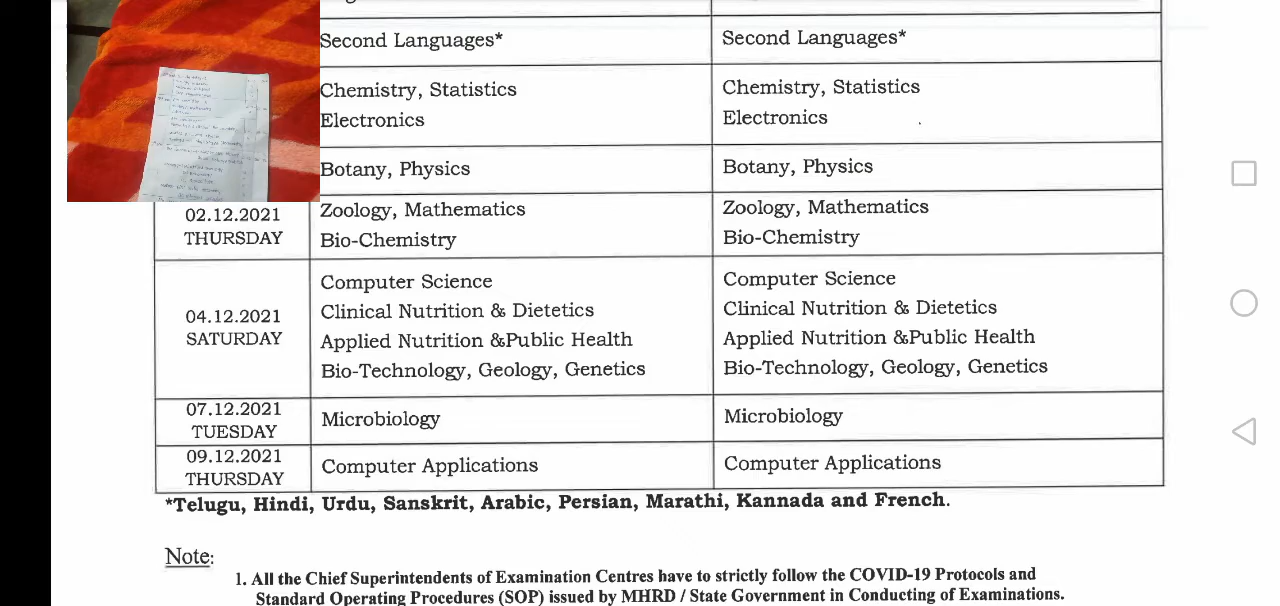 Second Languages*
Second Languages*
Chemistry, Statistics
Electronics
Chemistry, Statistics
Electronics
Botany, Physics
Botany, Physics
02.12.2021
THURSDAY
Zoology, Mathematics
Bio-Chemistry
Zoology, Mathematics
Bio-Chemistry
04.12.2021
SATURDAY
Computer Science
Clinical Nutrition & Dietetics
Applied Nutrition &Public Health
Bio-Technology, Geology, Genetics
Computer Science
Clinical Nutrition & Dietetics
Applied Nutrition &Public Health
Bio-Technology, Geology, Genetics
07.12.2021
TUESDAY
Microbiology
Microbiology
09.12.2021
THURSDAY
Computer Applications
Computer Applications
*Telugu, Hindi, Urdu, Sanskrit, Arabic, Persian, Marathi, Kannada and French.
Note:
1. All the Chief Superintendents of Examination Centres have to strictly follow the COVID-19 Protocols and
Standard Operating Procedures (SOP) issued by MHRD / State Government in Conducting of Examinations.